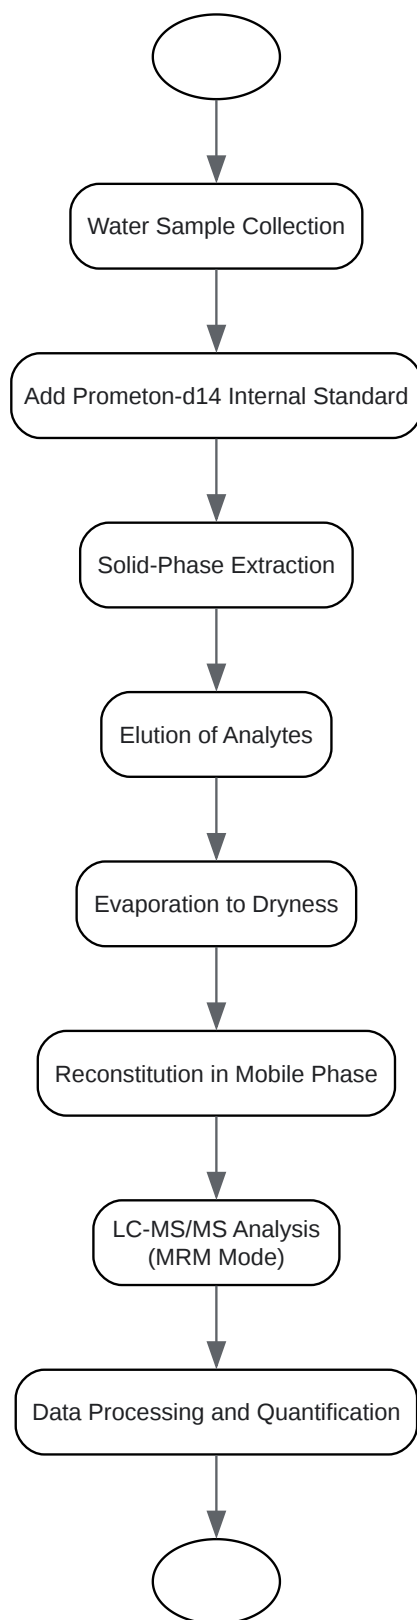 Water Sample Collection
Add Prometon-d14 Internal Standard
Solid-Phase Extraction
Elution of Analytes
Evaporation to Dryness
Reconstitution in Mobile Phase
LC-MS/MS Analysis
(MRM Mode)
Data Processing and Quantification